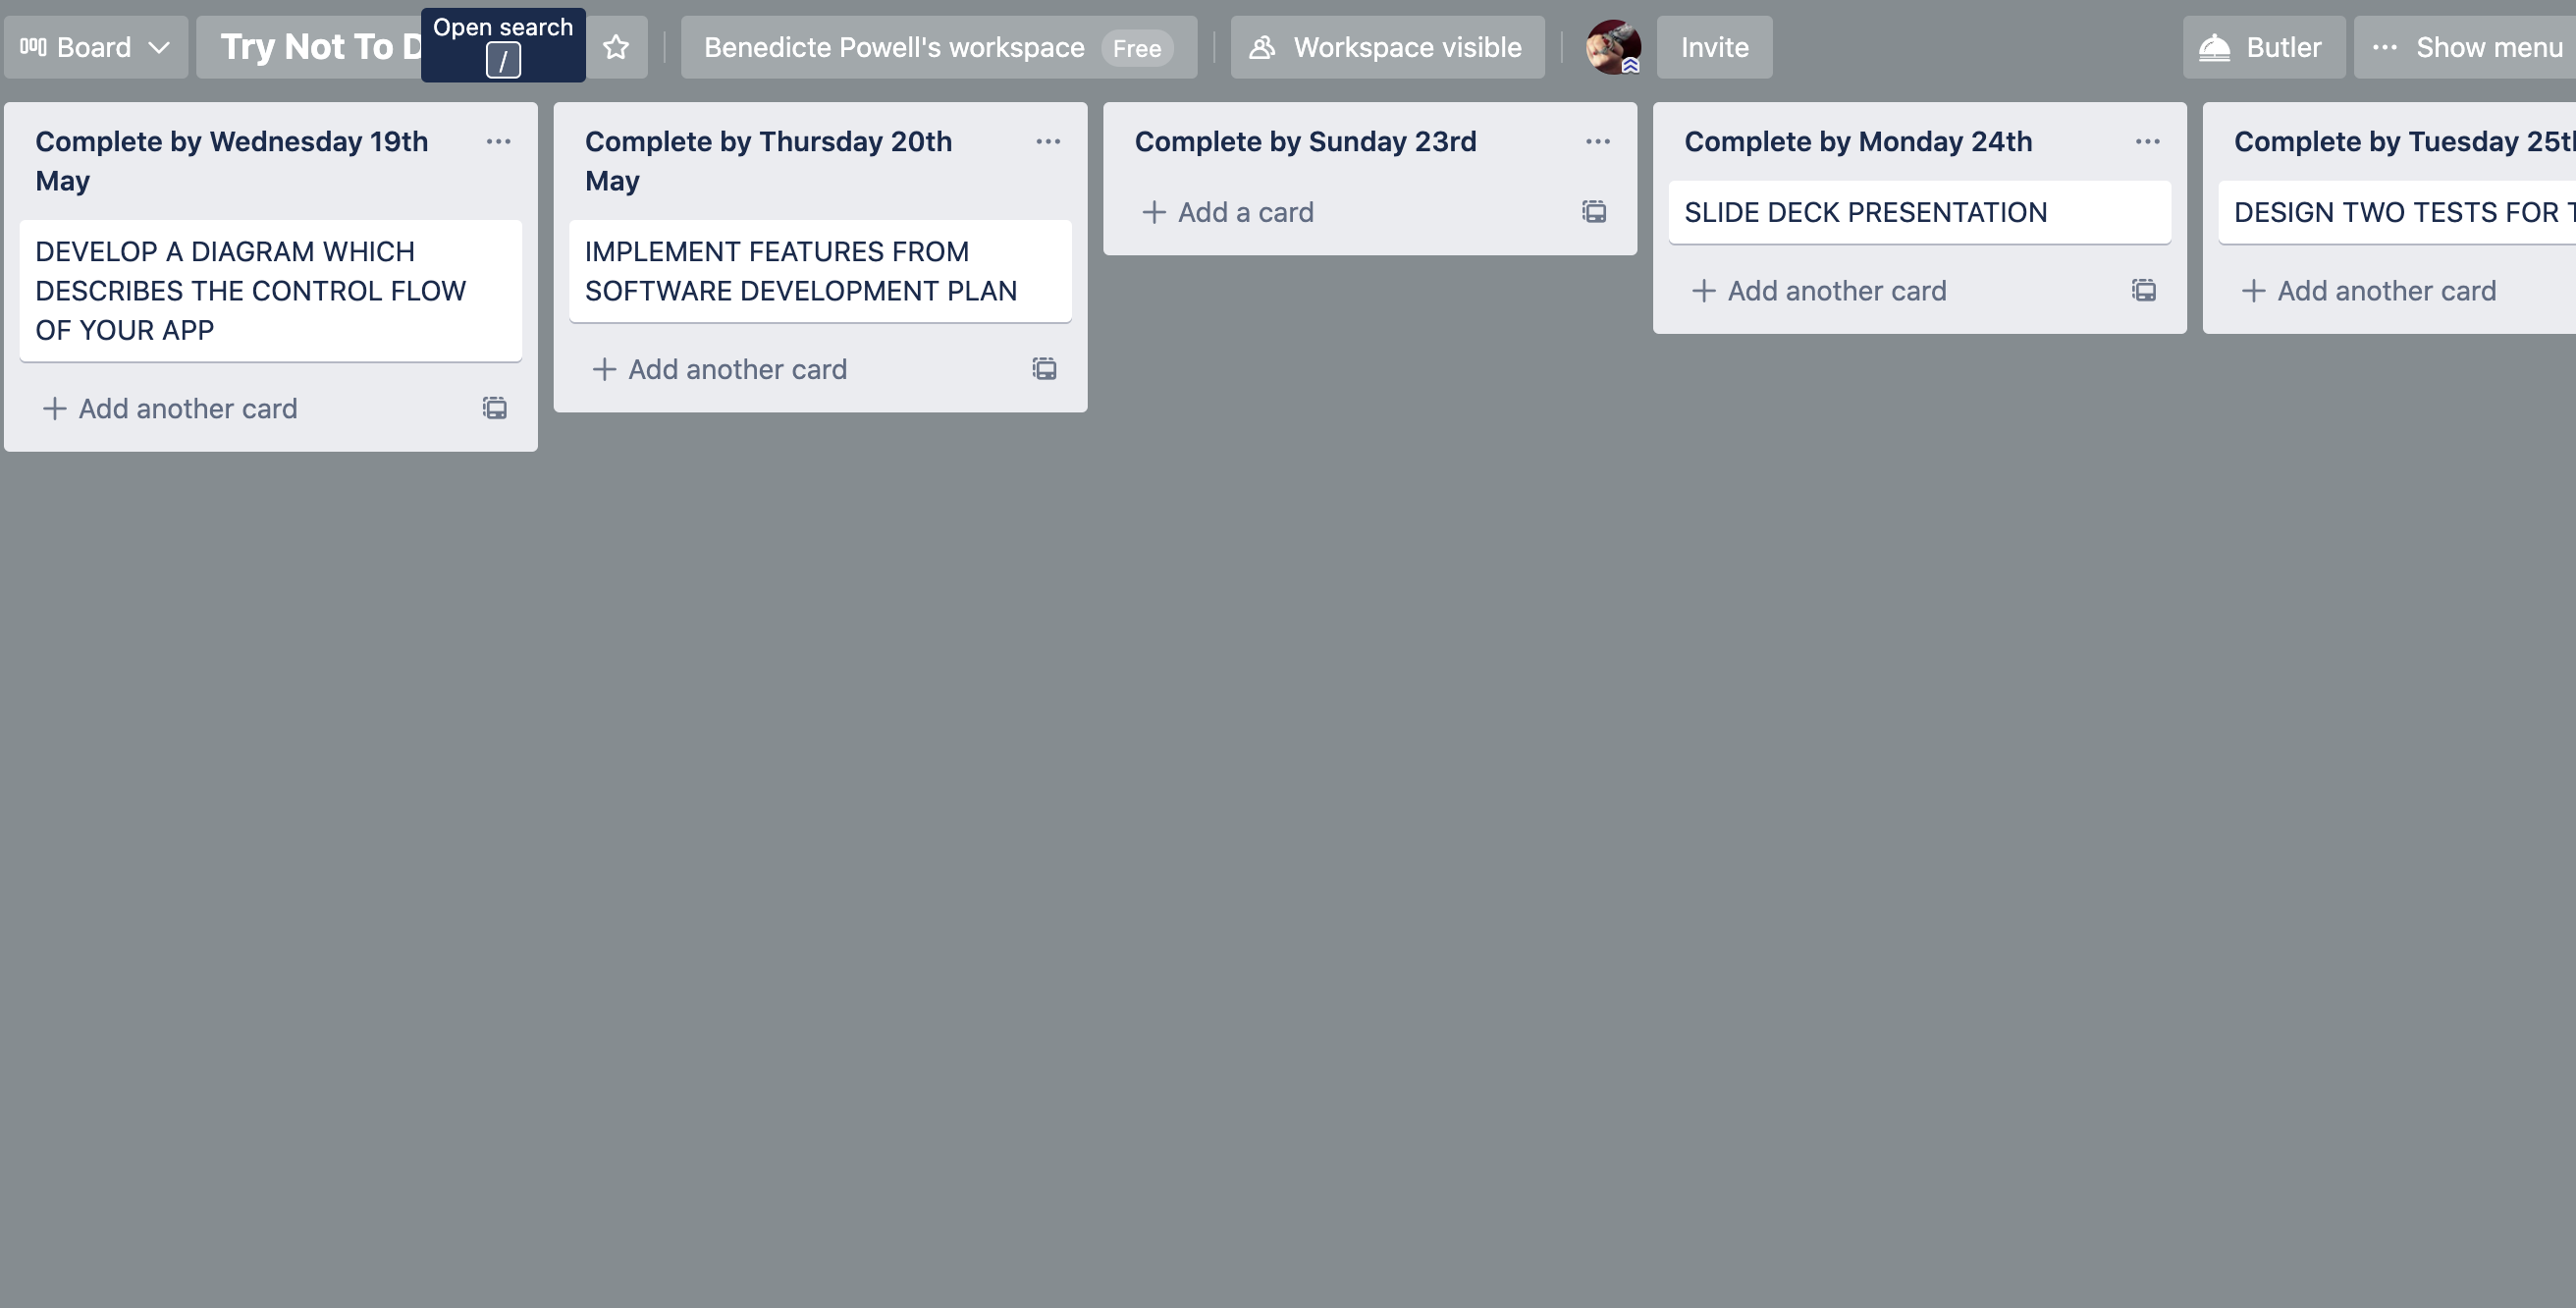 Board
Try Not To D
Open search
/
Benedicte Powell's workspace Free
Workspace visible
Invite
Butler
Show menu
Complete by Wednesday 19th
May
DEVELOP A DIAGRAM WHICH
DESCRIBES THE CONTROL FLOW
OF YOUR APP
Add another card
Complete by Thursday 20th
May
IMPLEMENT FEATURES FROM
SOFTWARE DEVELOPMENT PLAN
Add another card
Complete by Sunday 23rd
Add a card
Complete by Monday 24th
SLIDE DECK PRESENTATION
Add another card
Complete by Tuesday 25th
DESIGN TWO TESTS FOR
Add another card